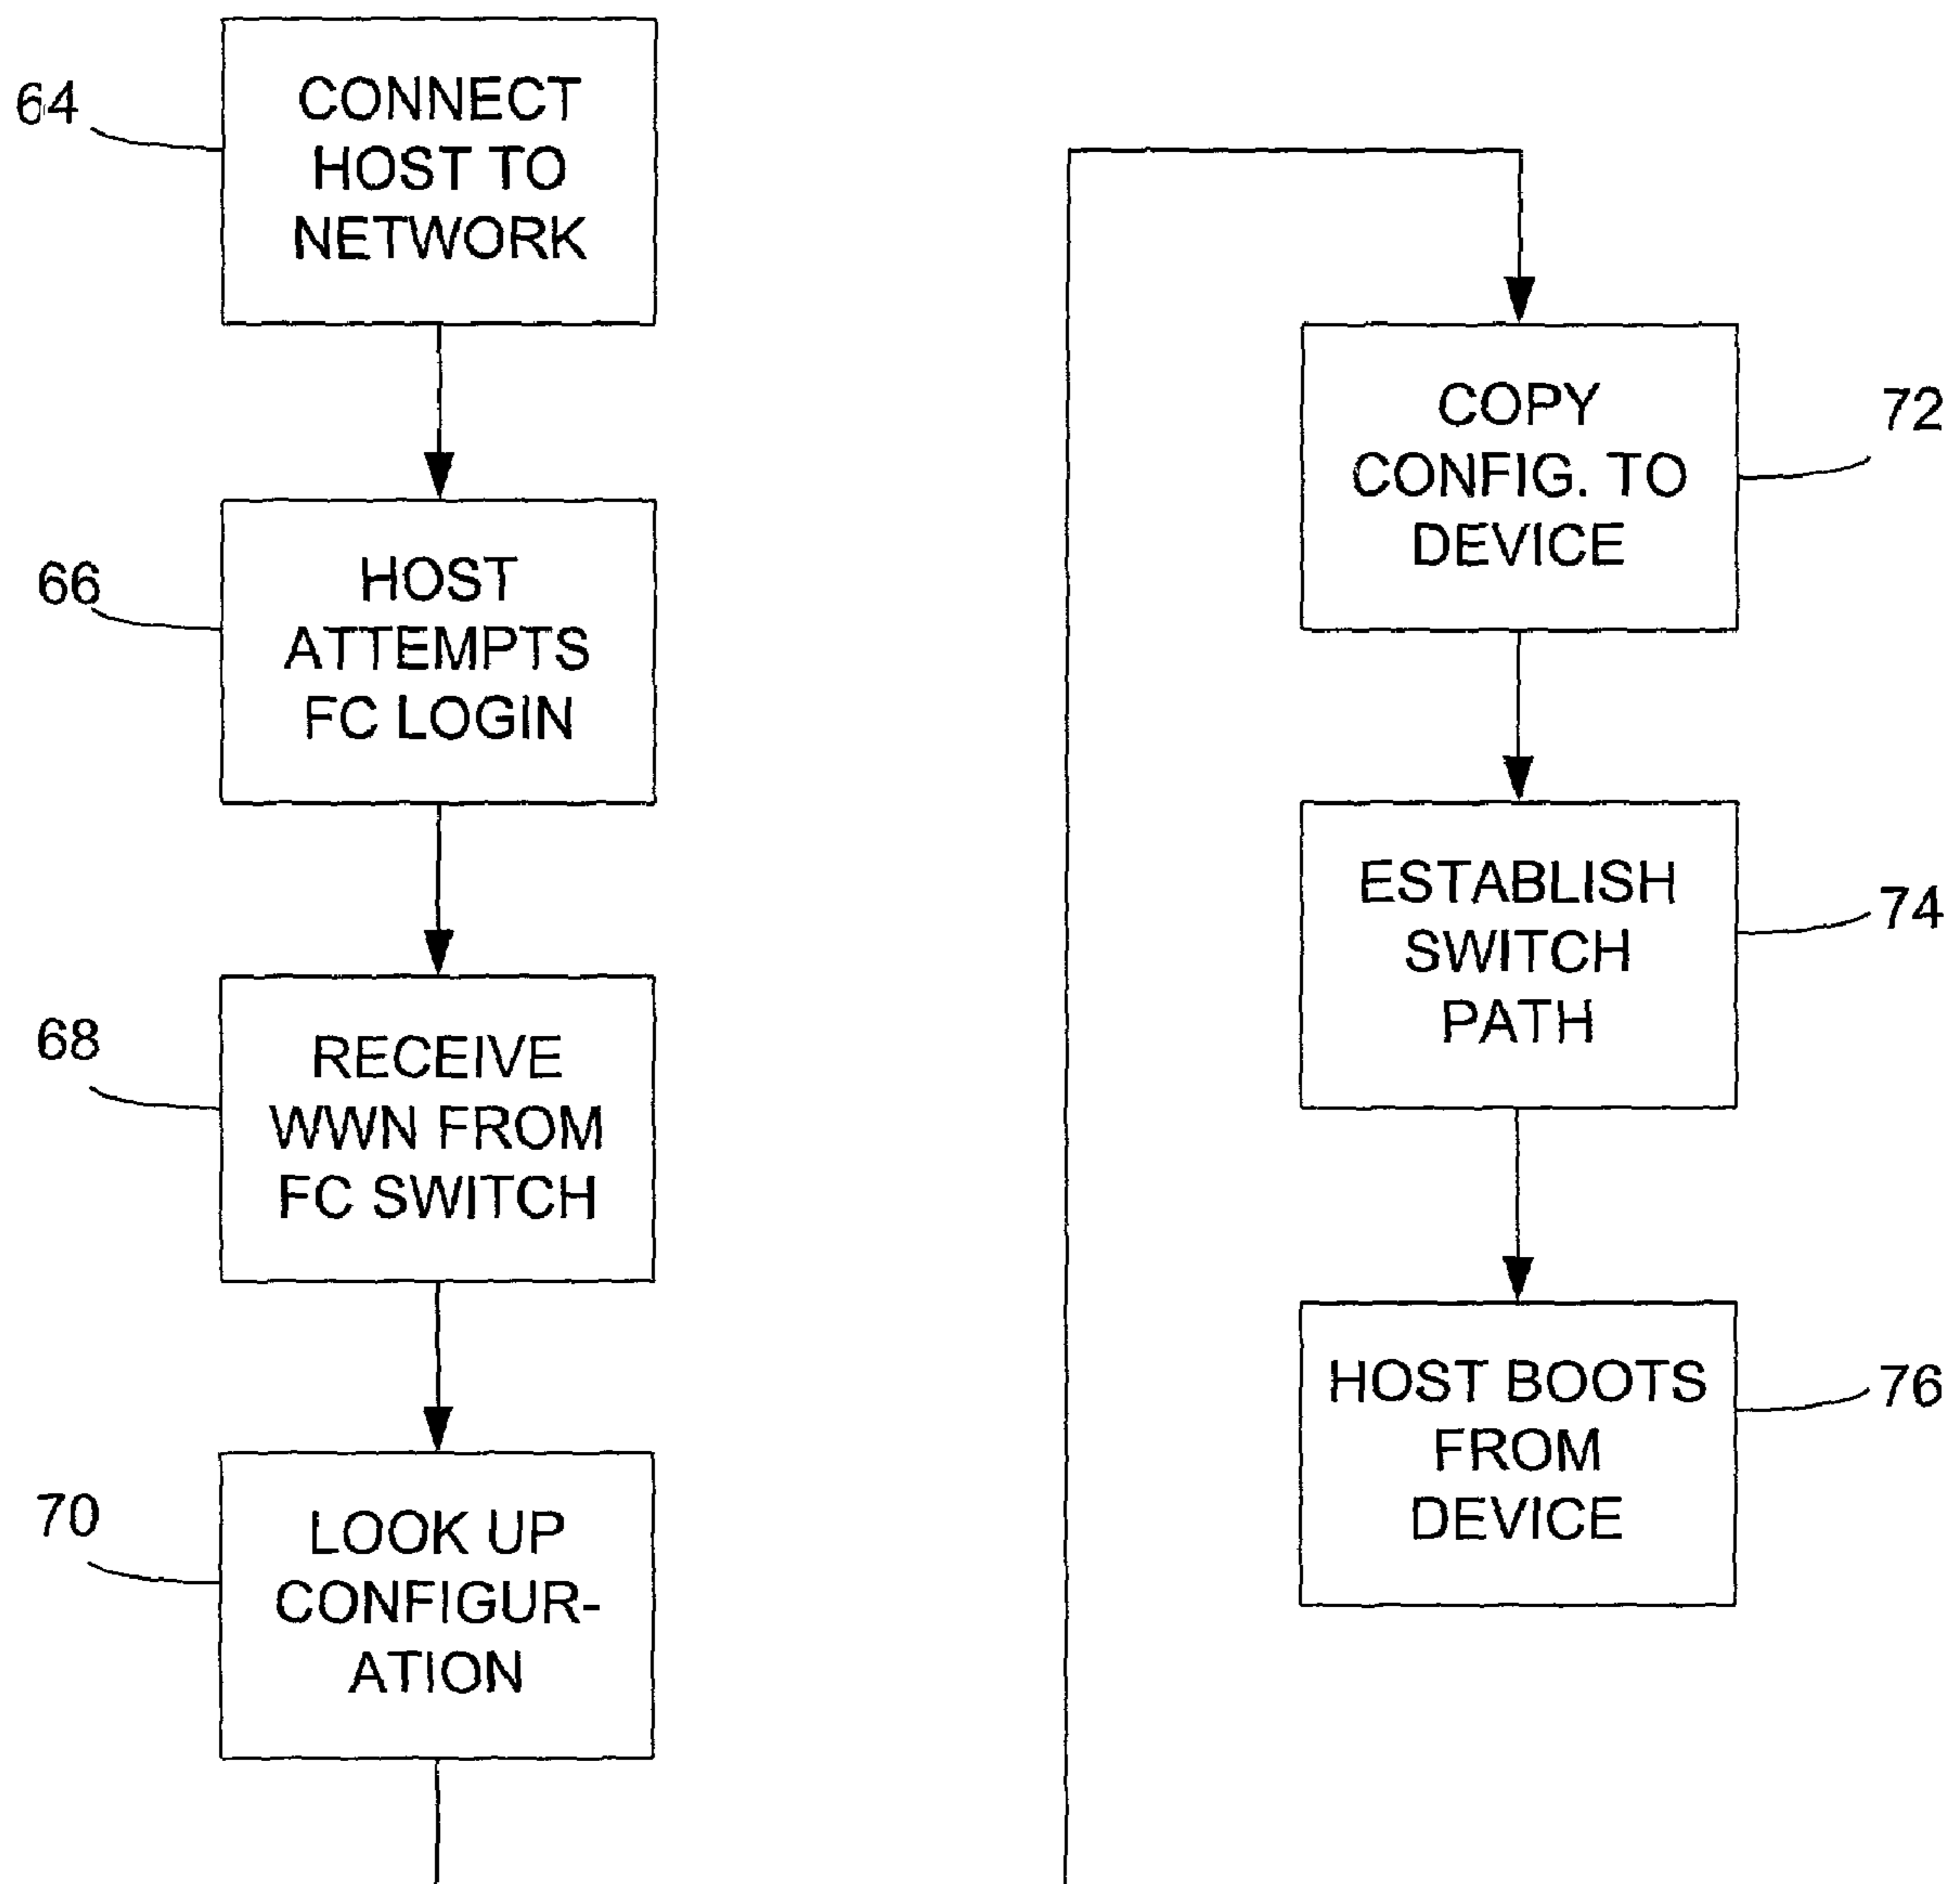 64
CONNECT
HOST TO
NETWORK
66
HOST
ATTEMPTS
FC LOGIN
68
RECEIVE
WWN FROM
FC SWITCH
70
LOOK UP
CONFIGUR-
ATION
72
COPY
CONFIG. TO
DEVICE
74
ESTABLISH
SWITCH
PATH
76
HOST BOOTS
FROM
DEVICE